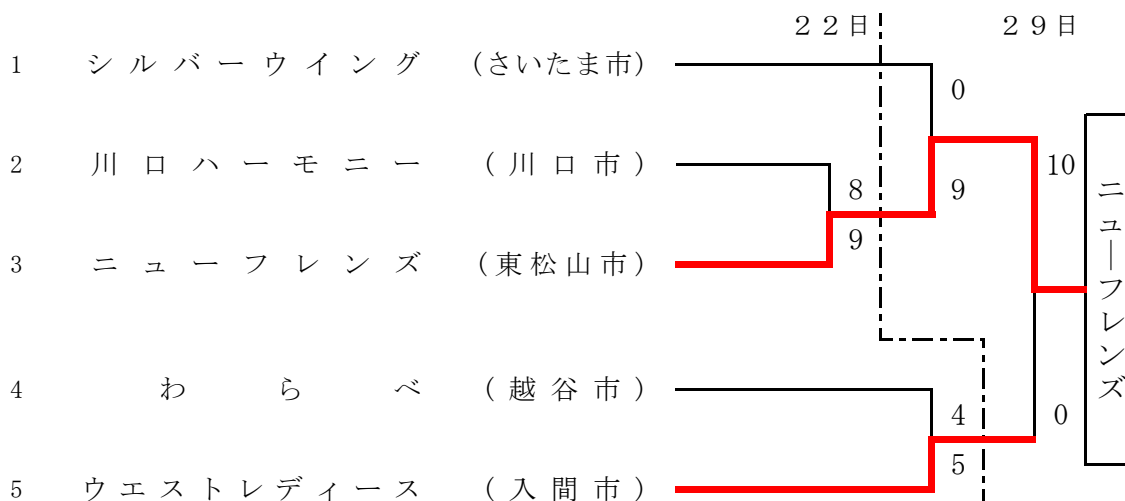 22日 29日
1 シルバーウイング (さいたま市)
0
2 川口ハーモニー (川口市)
10
8 9
9
3 ニューフレンズ (東松山市)
ニューフレンズ
4 わらべ (越谷市)
4 0
5
5 ウエストレディース (入間市)